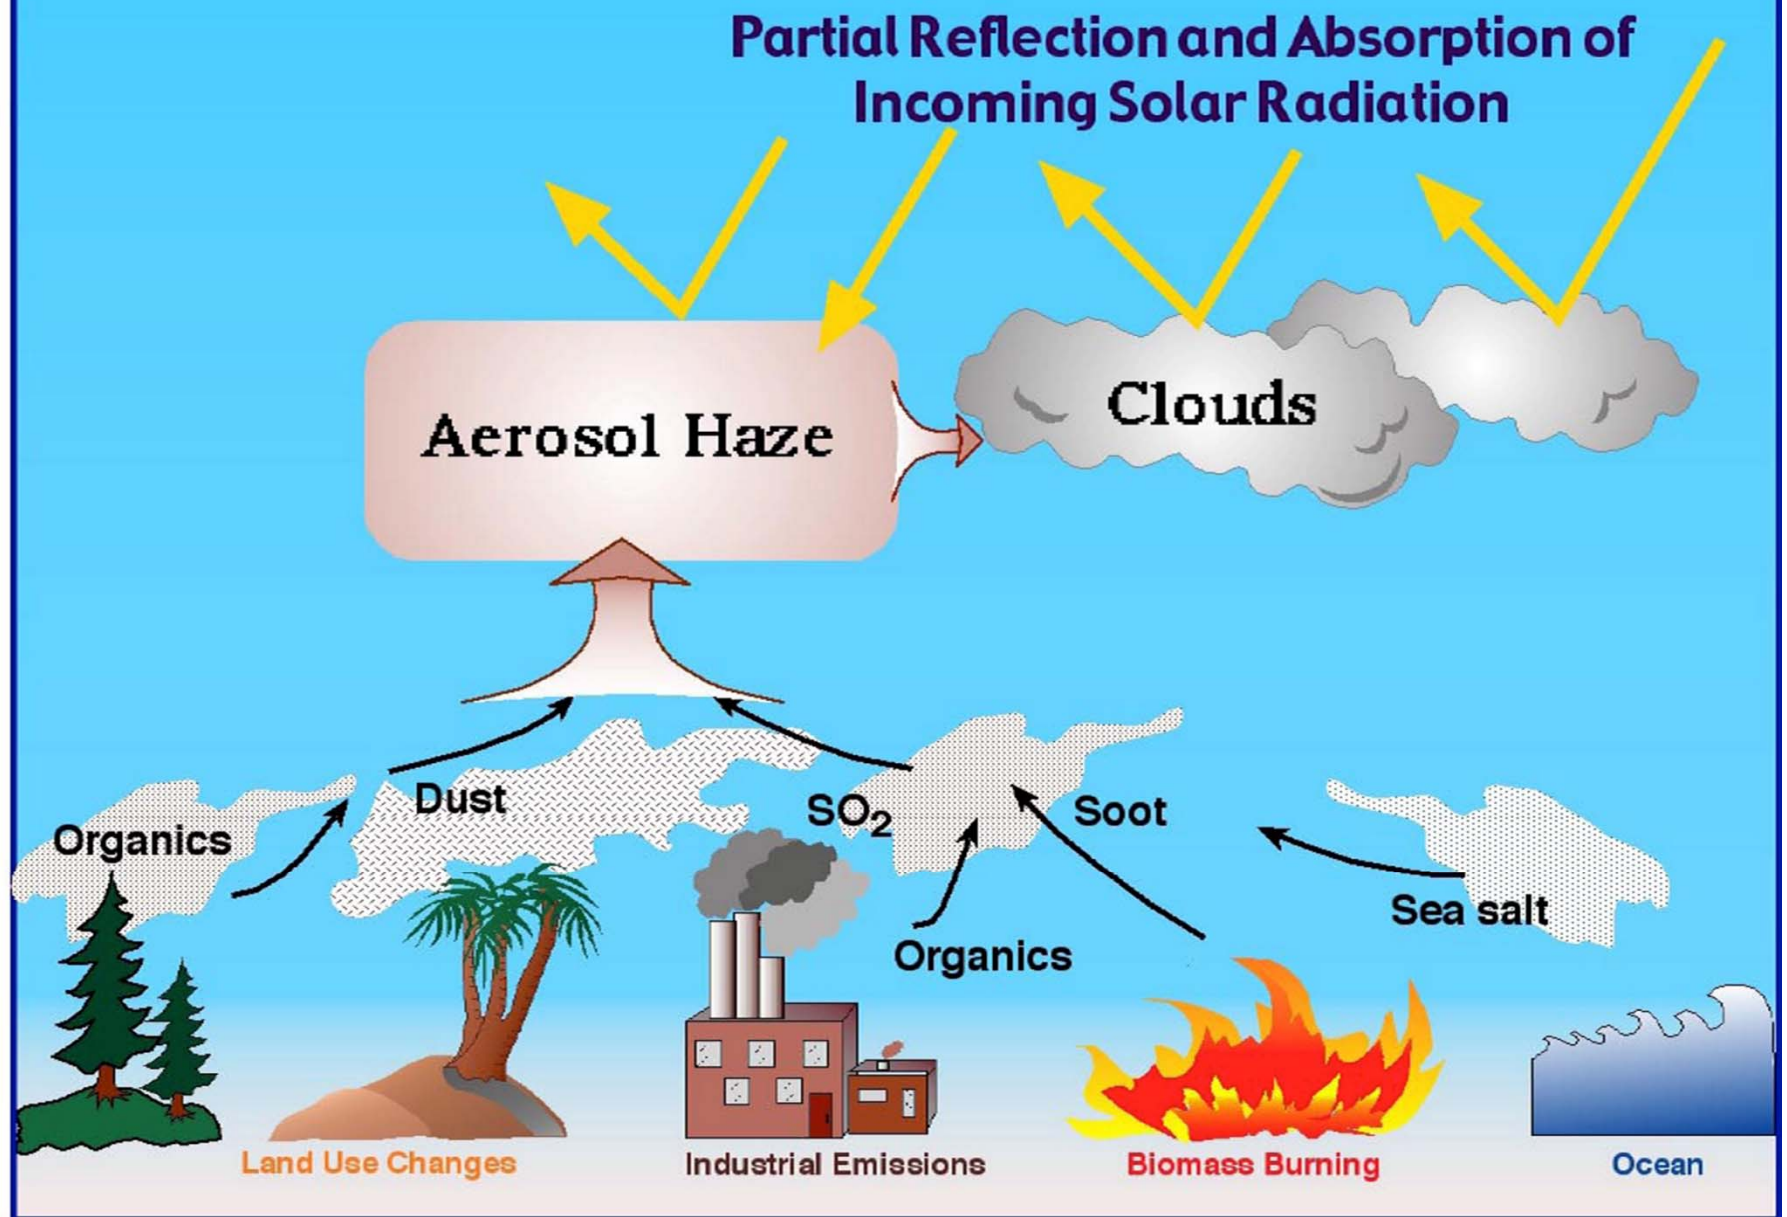 Partial Reflection and Absorption of
Incoming Solar Radiation
Aerosol Haze
Clouds
Organics
Dust
SO₂
Soot
Organics
Sea salt
Land Use Changes
Industrial Emissions
Biomass Burning
Ocean